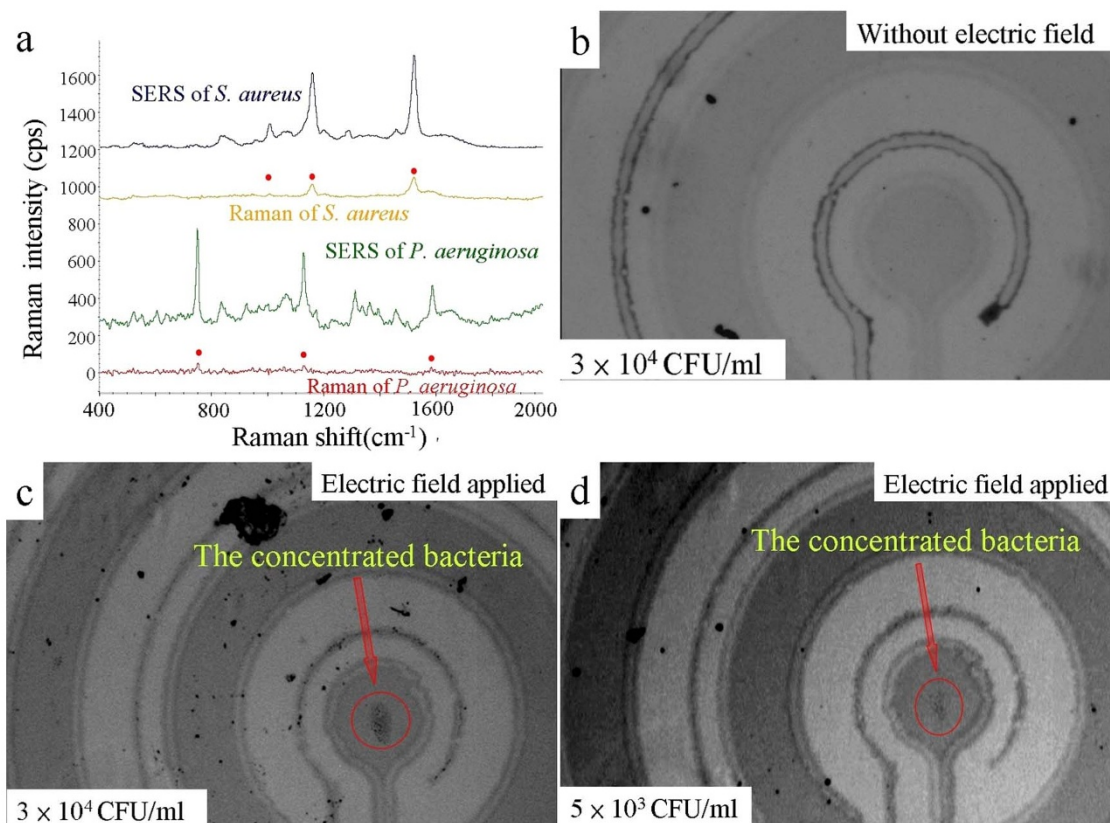 a
Raman intensity (cps)
1600
1400
1200
1000
800
600
400
200
0
SERS of S. aureus
Raman of S. aureus
SERS of P. aeruginosa
Raman of P. aeruginosa
400
800
1200
1600
2000
Raman shift(cm⁻¹)
b
Without electric field
3 × 10⁴ CFU/ml
c
Electric field applied
The concentrated bacteria
3 × 10⁴ CFU/ml
d
Electric field applied
The concentrated bacteria
5 × 10³ CFU/ml